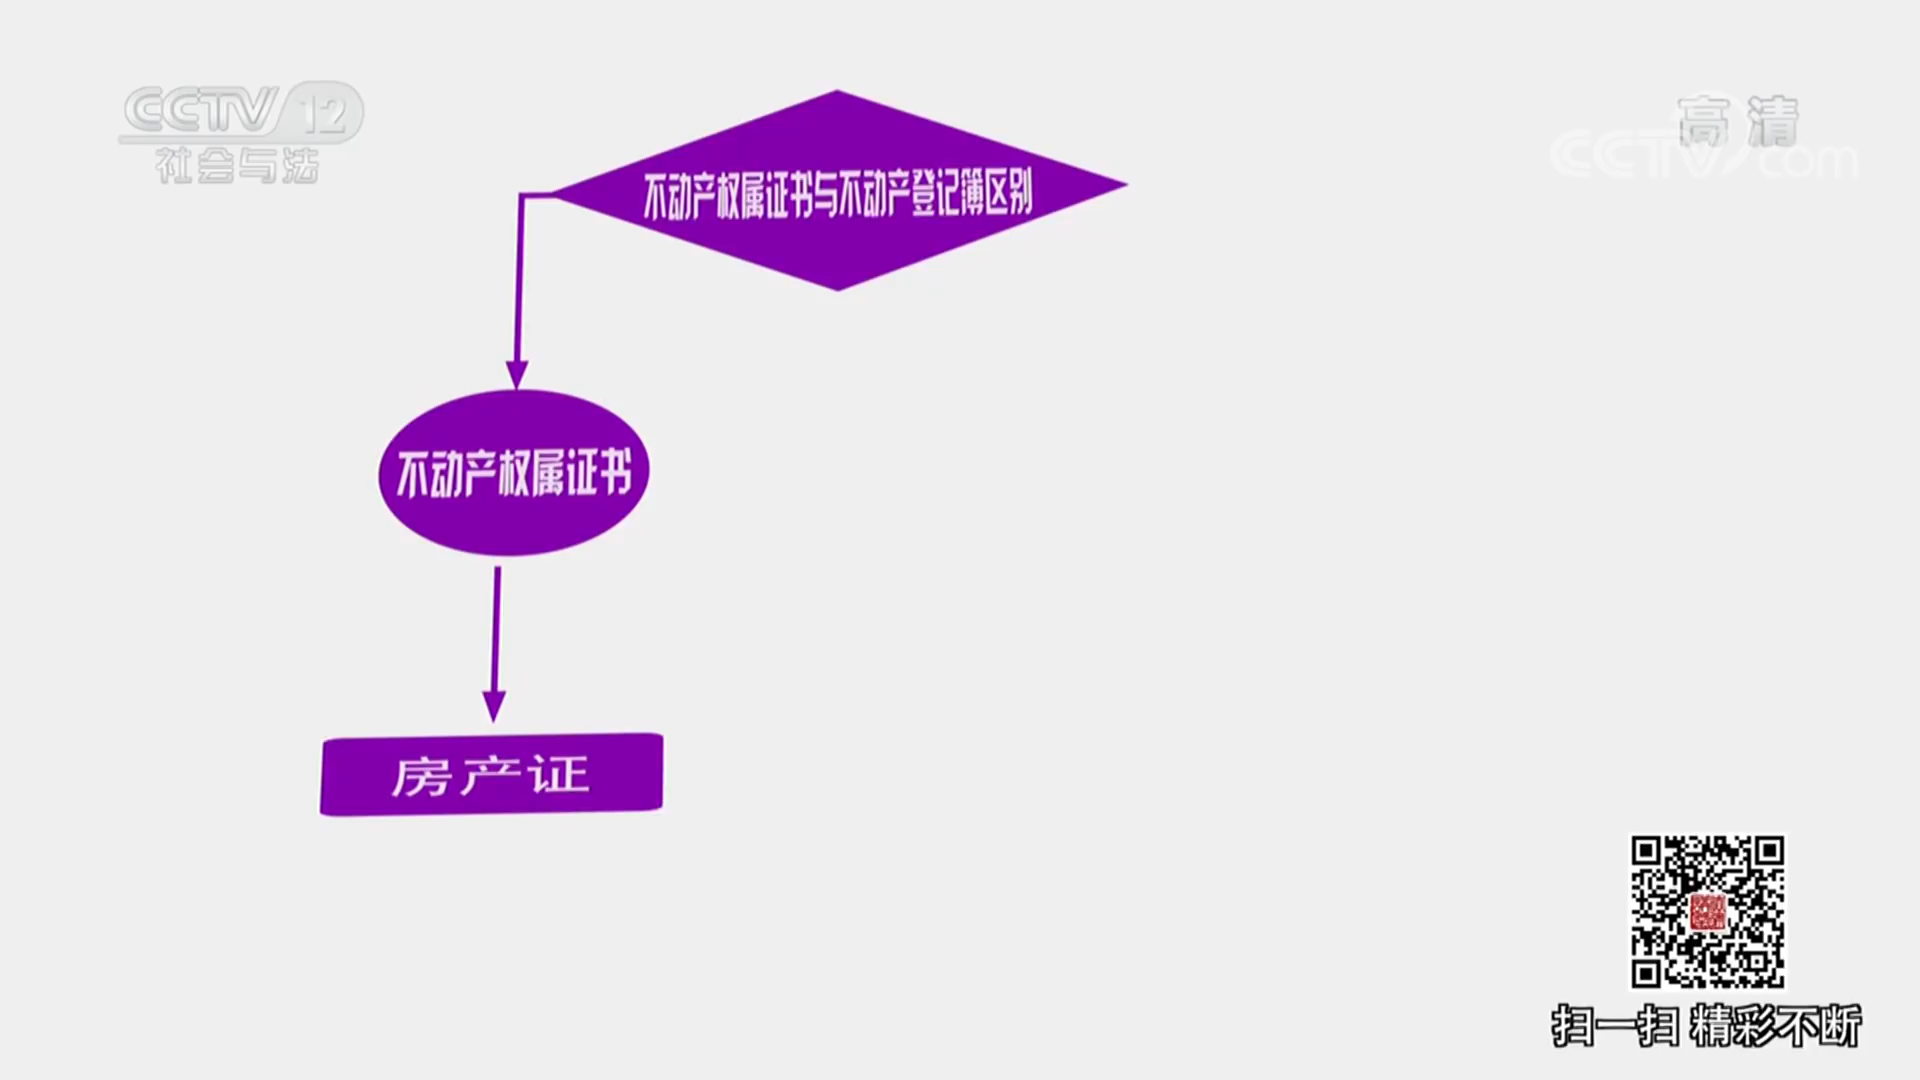 CCTV 12
社会与法
高清
CCTV.com
不动产权属证书与不动产登记簿区别
不动产权属证书
房产证
扫一扫 精彩不断